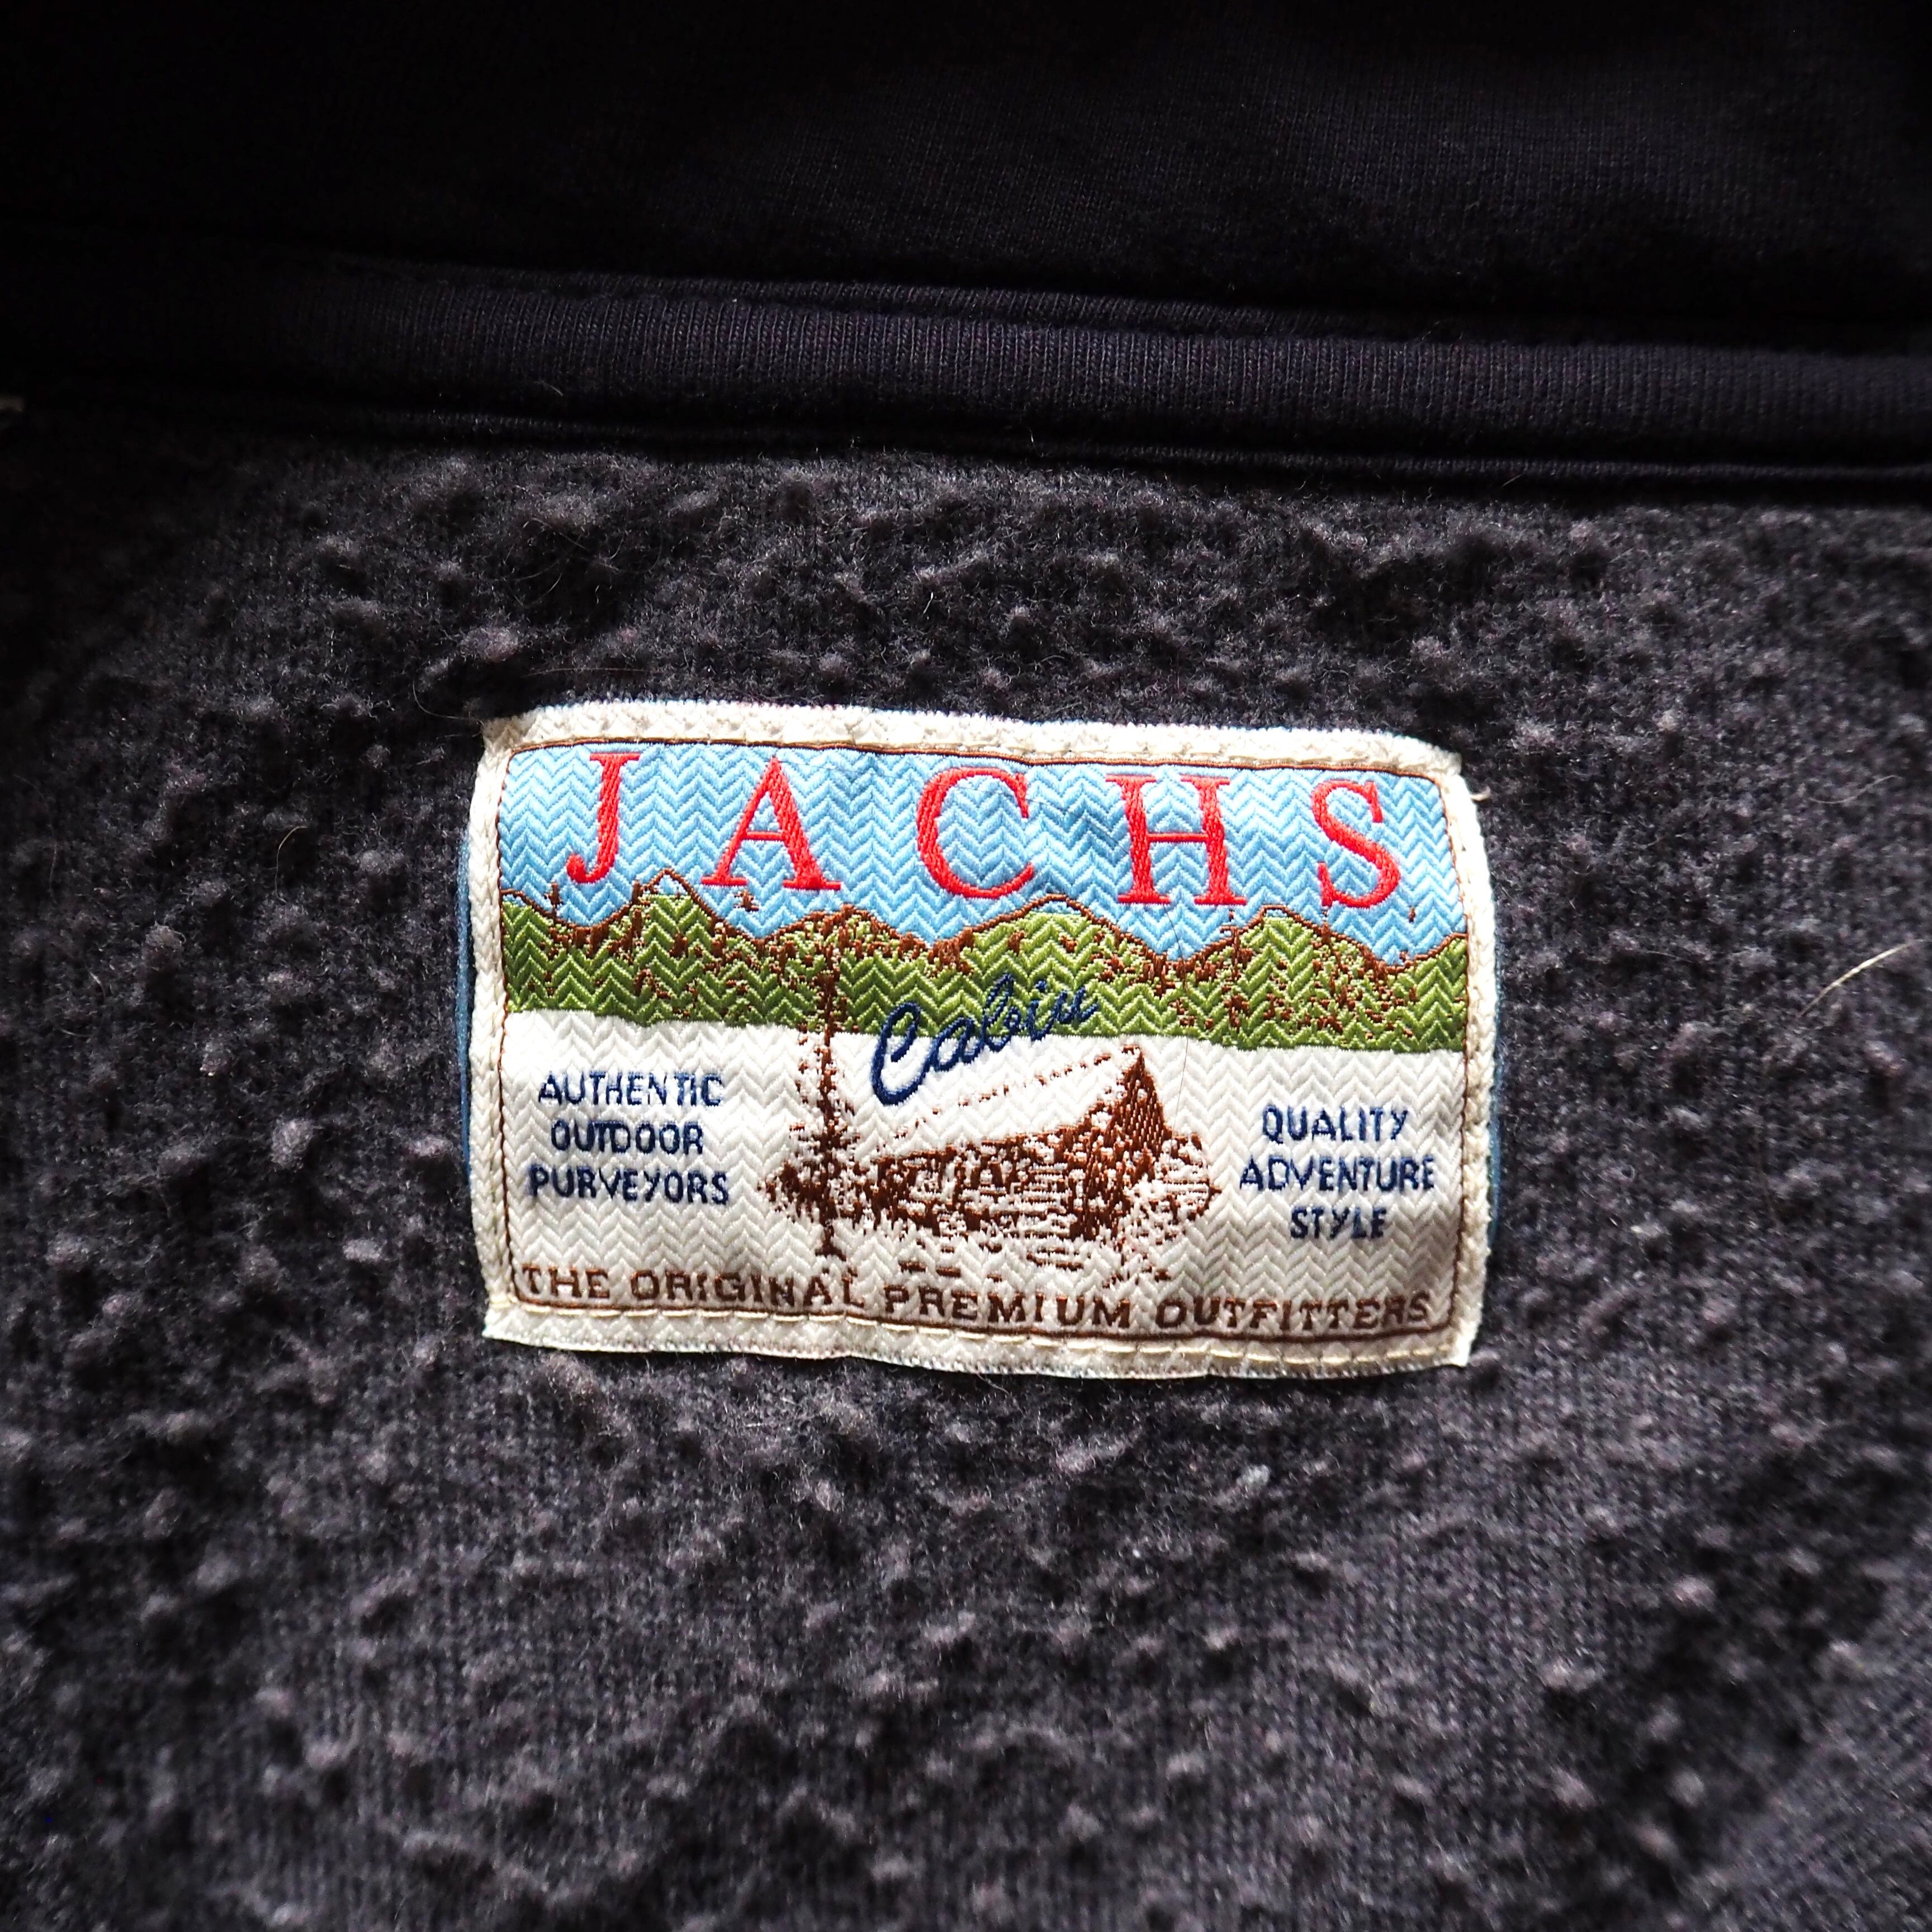 JACHS
Cabin
AUTHENTIC
OUTDOOR
PURVEYORS
QUALITY
ADVENTURE
STYLE
THE ORIGINAL PREMIUM OUTFITTERS